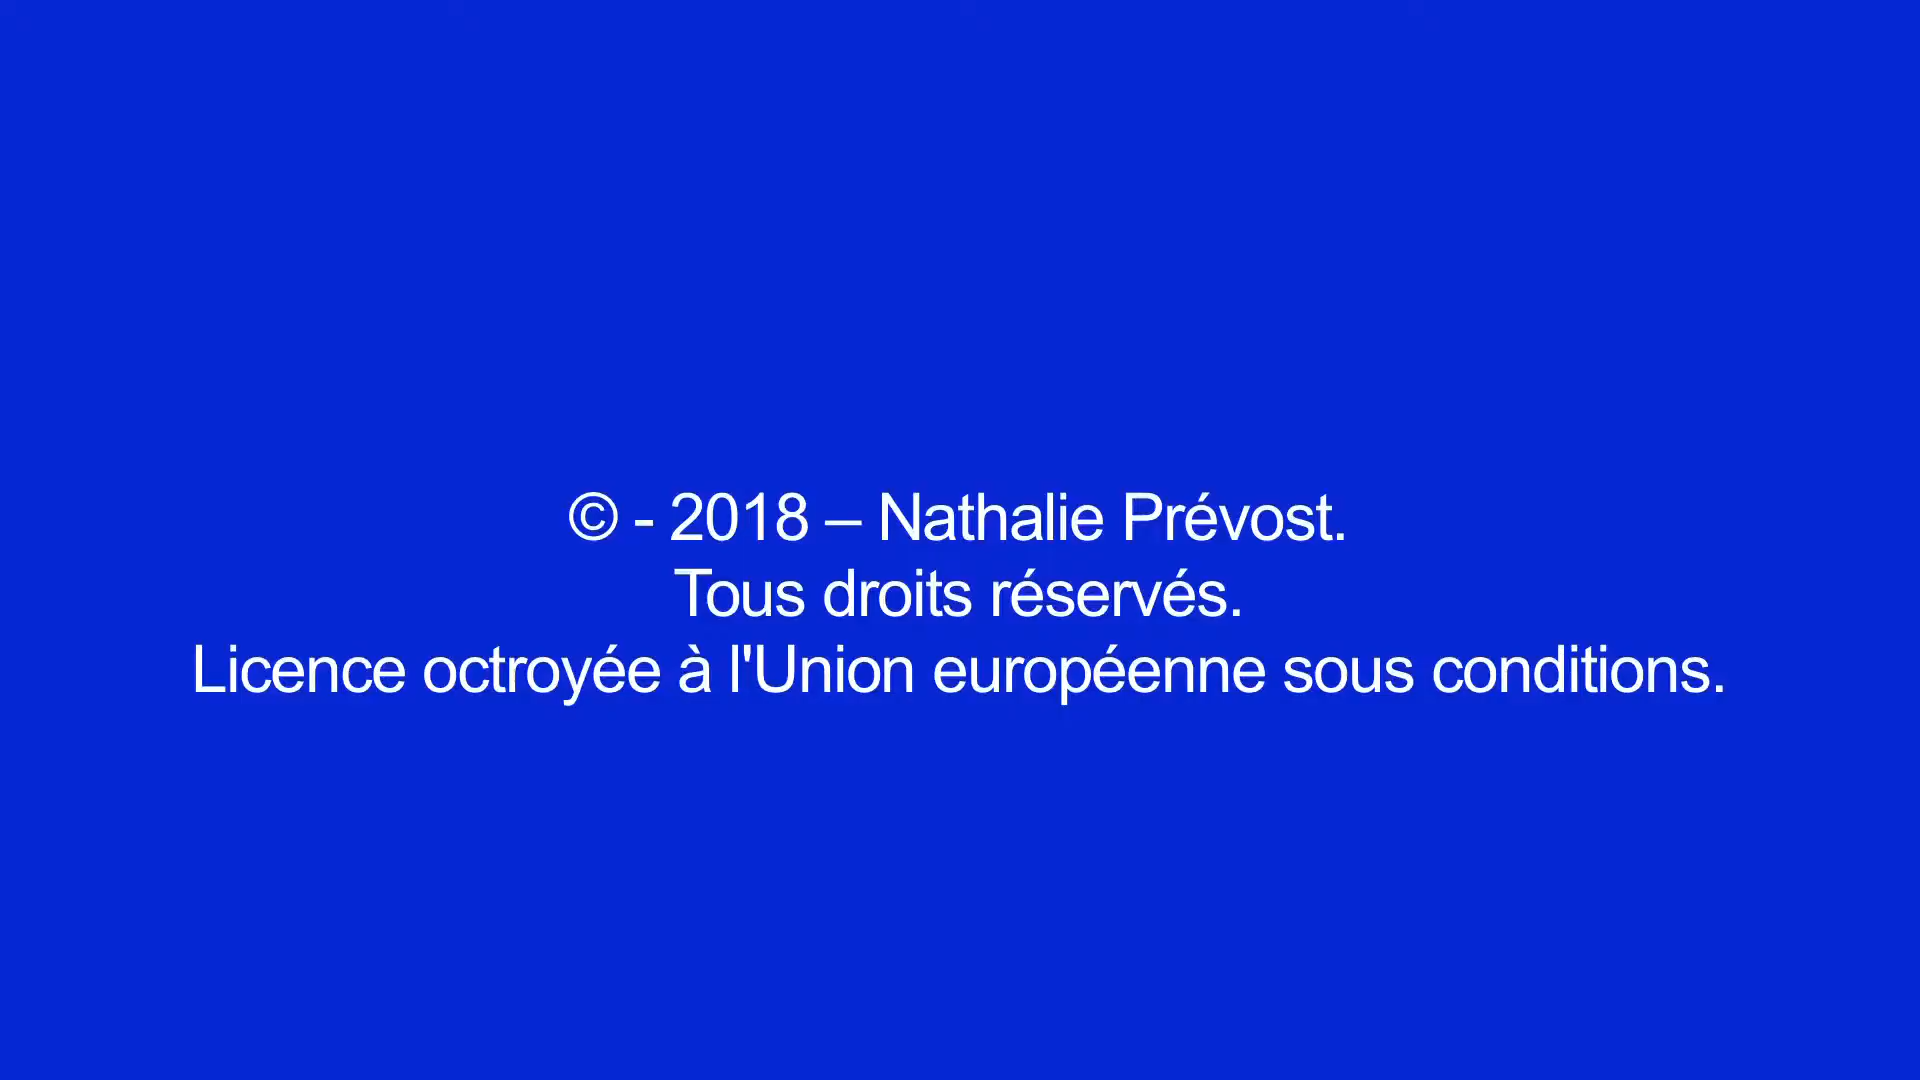 © - 2018 – Nathalie Prévost.
Tous droits réservés.
Licence octroyée à l'Union européenne sous conditions.